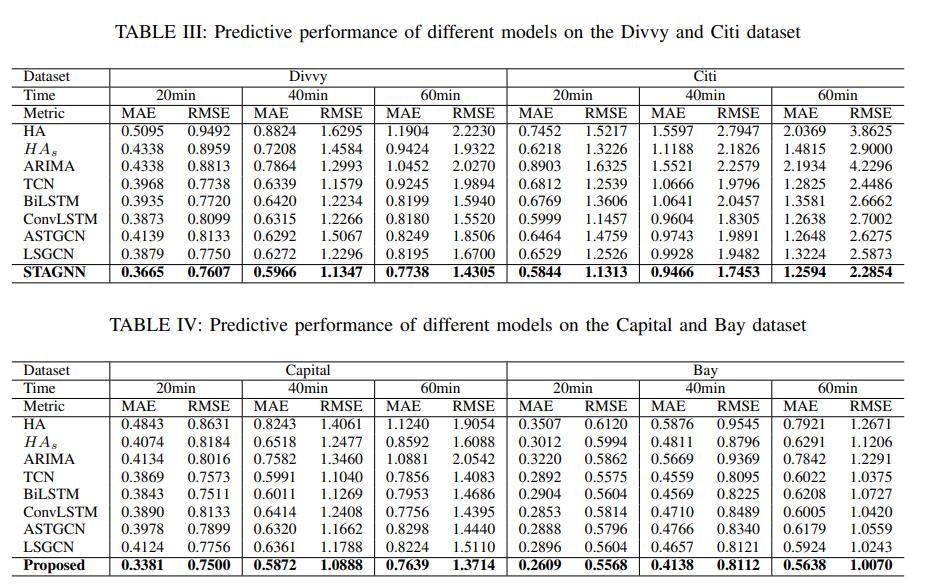 TABLE III: Predictive performance of different models on the Divvy and Citi dataset
Dataset Divvy Citi
Time 20min 40min 60min 20min 40min 60min
Metric MAE RMSE MAE RMSE MAE RMSE MAE RMSE MAE RMSE MAE RMSE
HA 0.5095 0.9492 0.8824 1.6295 1.1904 2.2230 0.7452 1.5217 1.5597 2.7947 2.0369 3.8625
HAs 0.4338 0.8959 0.7208 1.4584 0.9424 1.9322 0.6218 1.3226 1.1188 2.1826 1.4815 2.9000
ARIMA 0.4338 0.8813 0.7864 1.2993 1.0452 2.0270 0.8903 1.6325 1.5521 2.2579 2.1934 4.2296
TCN 0.3968 0.7738 0.6339 1.1579 0.9245 1.9894 0.6812 1.2539 1.0666 1.9796 1.2825 2.4486
BiLSTM 0.3935 0.7720 0.6420 1.2234 0.8199 1.5940 0.6769 1.3606 1.0641 2.0457 1.3581 2.6662
ConvLSTM 0.3873 0.8099 0.6315 1.2266 0.8180 1.5520 0.5999 1.1457 0.9604 1.8305 1.2638 2.7002
ASTGCN 0.4139 0.8133 0.6292 1.5067 0.8249 1.8506 0.6464 1.4759 0.9743 1.9891 1.2648 2.6275
LSGCN 0.3879 0.7750 0.6272 1.2296 0.8195 1.6700 0.6529 1.2526 0.9928 1.9482 1.3224 2.5873
STAGNN 0.3665 0.7607 0.5966 1.1347 0.7738 1.4305 0.5844 1.1313 0.9466 1.7453 1.2594 2.2854
TABLE IV: Predictive performance of different models on the Capital and Bay dataset
Dataset Capital Bay
Time 20min 40min 60min 20min 40min 60min
Metric MAE RMSE MAE RMSE MAE RMSE MAE RMSE MAE RMSE MAE RMSE
HA 0.4843 0.8631 0.8243 1.4061 1.1240 1.9054 0.3507 0.6120 0.5876 0.9545 0.7921 1.2671
HAs 0.4074 0.8184 0.6518 1.2477 0.8592 1.6088 0.3012 0.5994 0.4811 0.8796 0.6291 1.1206
ARIMA 0.4134 0.8016 0.7582 1.3460 1.0881 2.0542 0.3220 0.5862 0.5669 0.9369 0.7842 1.2291
TCN 0.3869 0.7573 0.5991 1.1040 0.7856 1.4083 0.2892 0.5575 0.4559 0.8095 0.6022 1.0375
BiLSTM 0.3843 0.7511 0.6011 1.1269 0.7953 1.4686 0.2904 0.5604 0.4569 0.8225 0.6208 1.0727
ConvLSTM 0.3890 0.8133 0.6414 1.2408 0.7756 1.4395 0.2853 0.5814 0.4710 0.8489 0.6005 1.0420
ASTGCN 0.3978 0.7899 0.6320 1.1662 0.8298 1.4440 0.2888 0.5796 0.4766 0.8340 0.6179 1.0559
LSGCN 0.4124 0.7756 0.6361 1.1788 0.8224 1.5110 0.2896 0.5604 0.4657 0.8121 0.5924 1.0243
Proposed 0.3381 0.7500 0.5872 1.0888 0.7639 1.3714 0.2609 0.5568 0.4138 0.8112 0.5638 1.0070